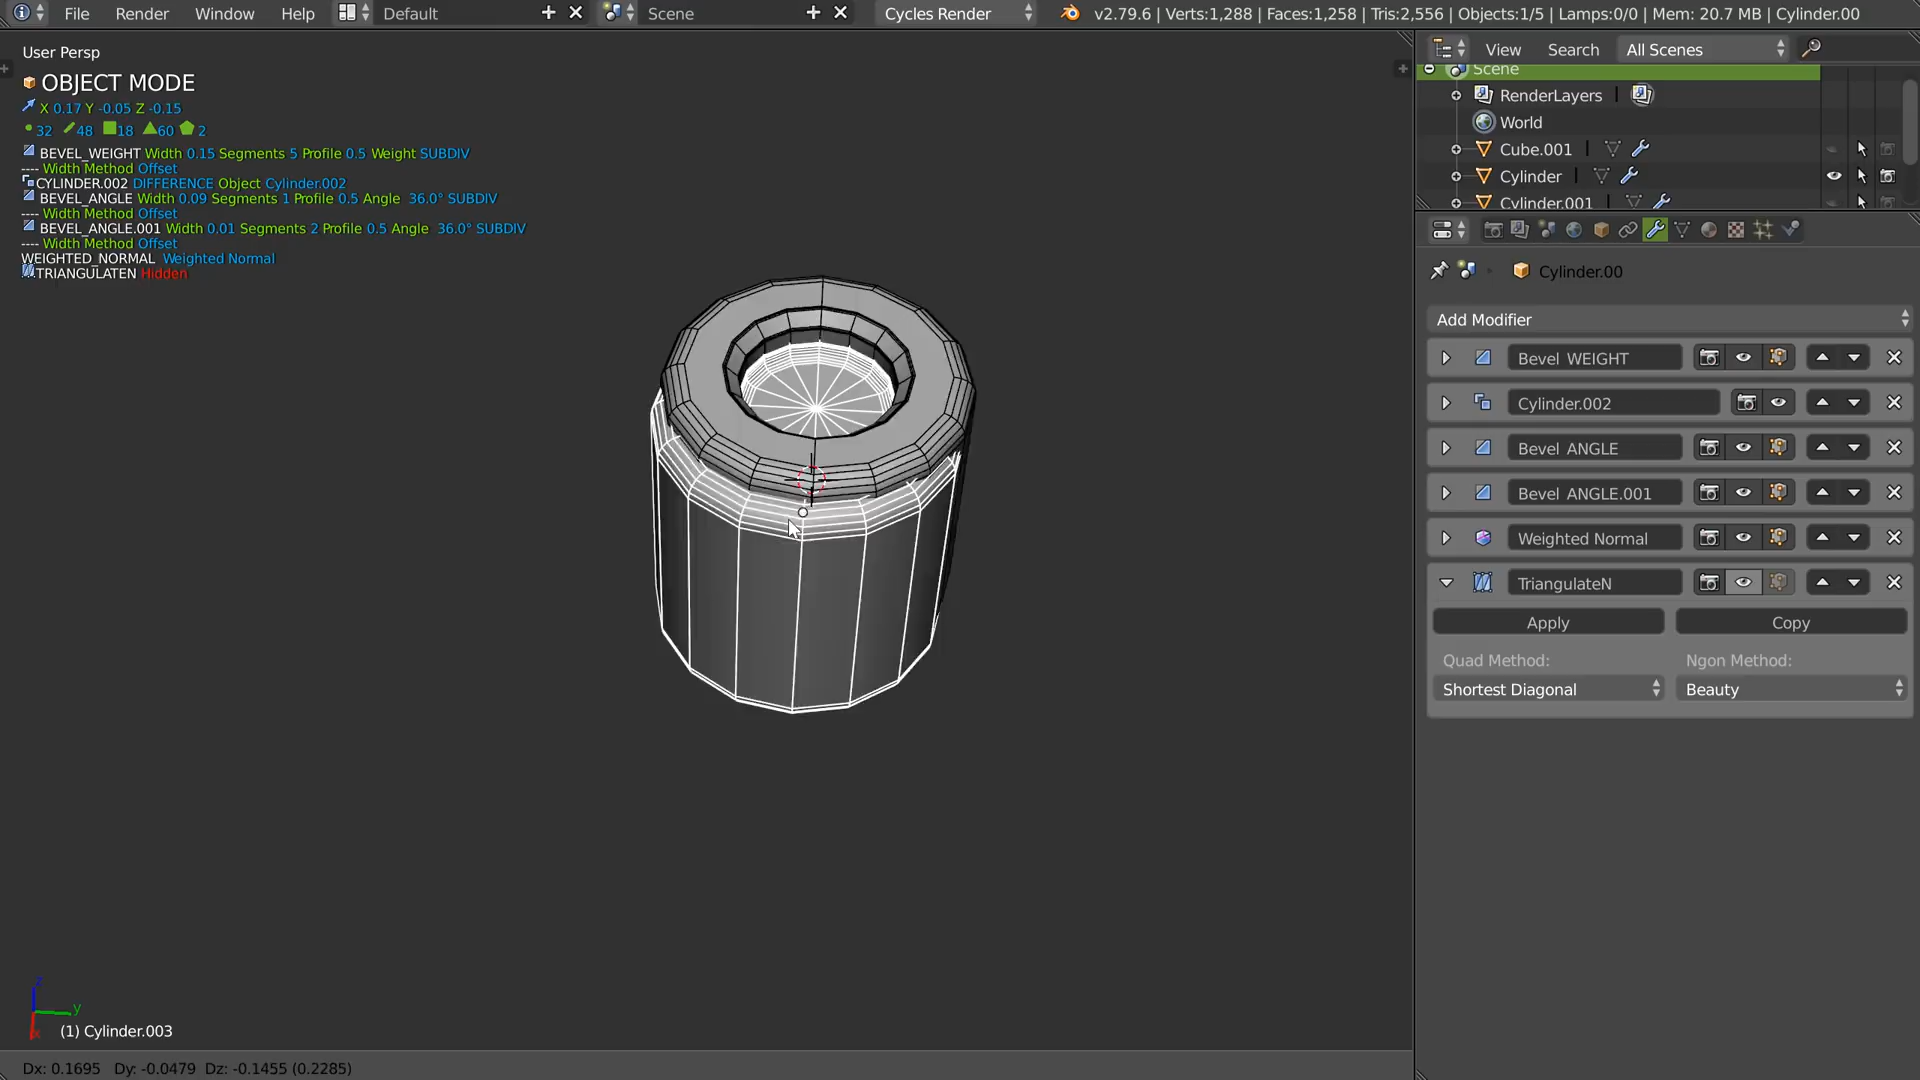 File Render Window Help Default Scene Cycles Render v2.79.6 | Verts:1,288 | Faces:1,258 | Tris:2,556 | Objects:1/5 | Lamps:0/0 | Mem: 20.7 MB | Cylinder.00
User Persp
OBJECT MODE
X 0.17 Y -0.05 Z -0.15
32 48 18 60 2
BEVEL_WEIGHT Width 0.15 Segments 5 Profile 0.5 Weight SUBDIV
---- Width Method Offset
CYLINDER.002 DIFFERENCE Object Cylinder.002
BEVEL_ANGLE Width 0.09 Segments 1 Profile 0.5 Angle 36.0° SUBDIV
---- Width Method Offset
BEVEL_ANGLE.001 Width 0.01 Segments 2 Profile 0.5 Angle 36.0° SUBDIV
---- Width Method Offset
WEIGHTED_NORMAL Weighted Normal
TRIANGULATEN Hidden
z
y
x
(1) Cylinder.003
Dx: 0.1695 Dy: -0.0479 Dz: -0.1455 (0.2285)
View Search All Scenes
Scene
RenderLayers |
World
Cube.001 |
Cylinder |
Cylinder.001 |
Cylinder.00
Add Modifier
Bevel WEIGHT
Cylinder.002
Bevel ANGLE
Bevel ANGLE.001
Weighted Normal
TriangulateN
Apply Copy
Quad Method: Ngon Method:
Shortest Diagonal Beauty